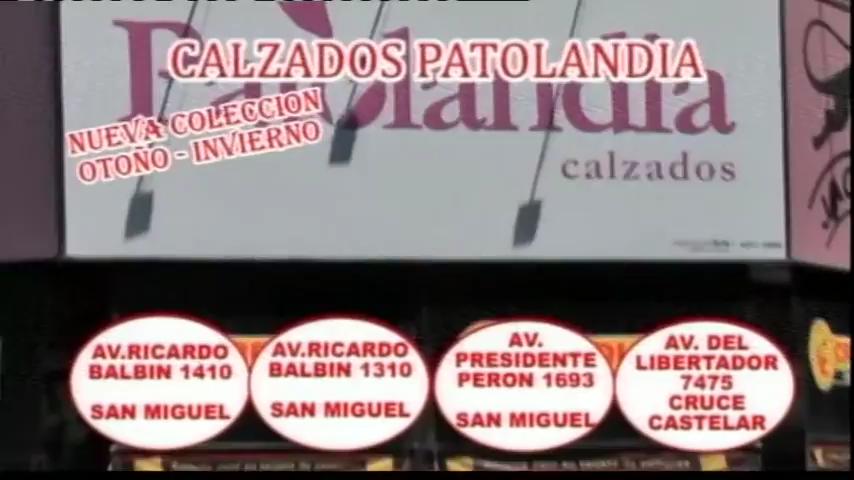 CALZADOS PATOLANDIA
Patolandia
NUEVA COLECCION
OTOÑO - INVIERNO
calzados
AV.RICARDO
BALBIN 1410
SAN MIGUEL
AV.RICARDO
BALBIN 1310
SAN MIGUEL
AV.
PRESIDENTE
PERON 1693
SAN MIGUEL
AV. DEL
LIBERTADOR
7475
CRUCE
CASTELAR